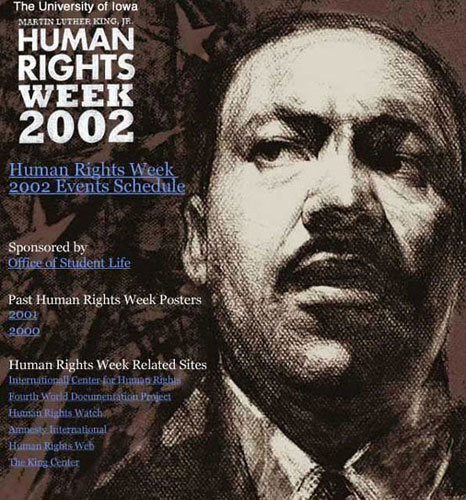 The University of Iowa
MARTIN LUTHER KING, JR.
HUMAN
RIGHTS
WEEK
2002
Human Rights Week
2002 Events Schedule
Sponsored by
Office of Student Life
Past Human Rights Week Posters
2001
2000
Human Rights Week Related Sites
Internationall Center for Human Rights
Fourth World Documentation Project
Human Rights Watch
Amnesty International
Human Rights Web
The King Center